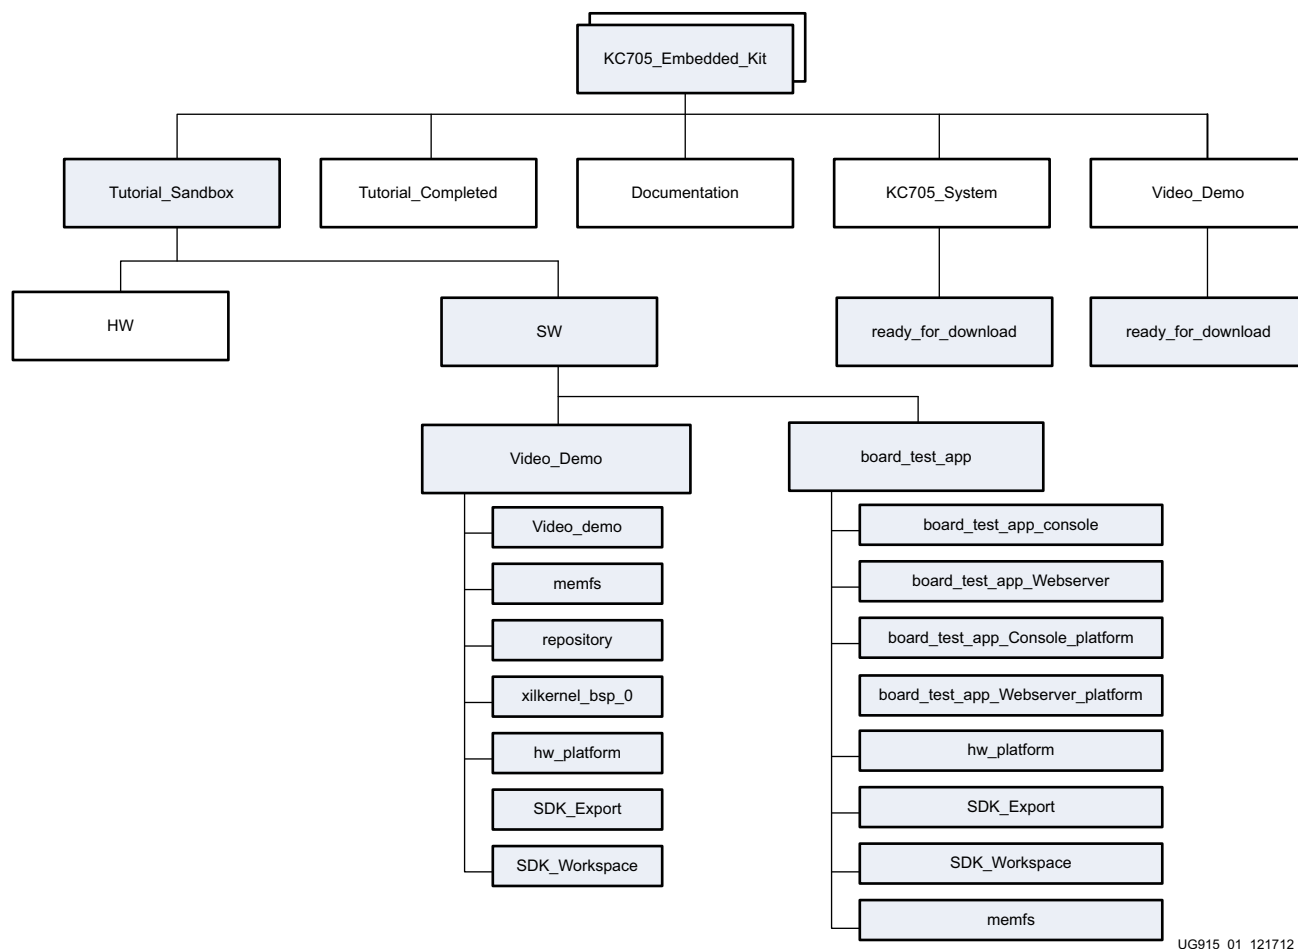 KC705_Embedded_Kit
Tutorial_Sandbox
Tutorial_Completed
Documentation
KC705_System
Video_Demo
HW
SW
ready_for_download
ready_for_download
Video_Demo
board_test_app
Video_demo
memfs
repository
xilkernel_bsp_0
hw_platform
SDK_Export
SDK_Workspace
board_test_app_console
board_test_app_Webserver
board_test_app_Console_platform
board_test_app_Webserver_platform
hw_platform
SDK_Export
SDK_Workspace
memfs
UG915_01_121712